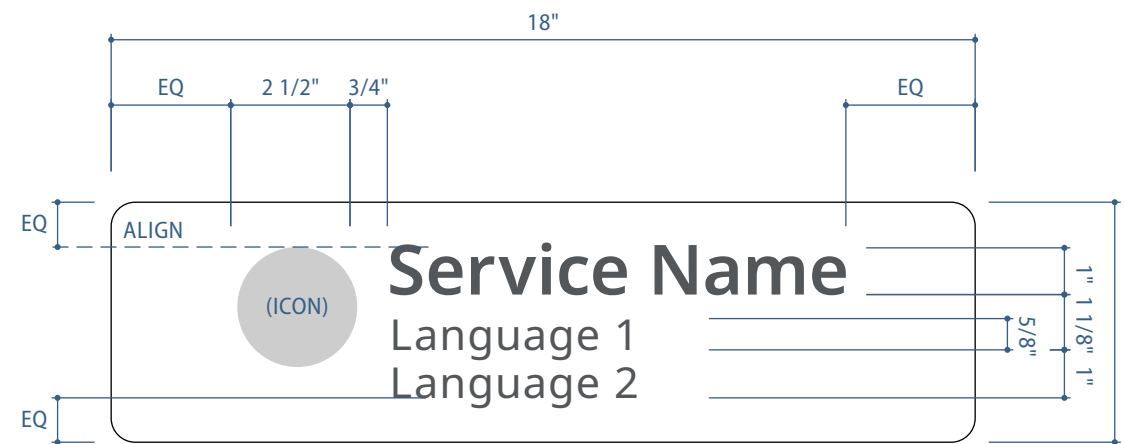 18"
EQ 2 1/2" 3/4" EQ
EQ
ALIGN
Service Name
(ICON)
Language 1
Language 2
1"
1 1/8"
5/8"
1"
EQ